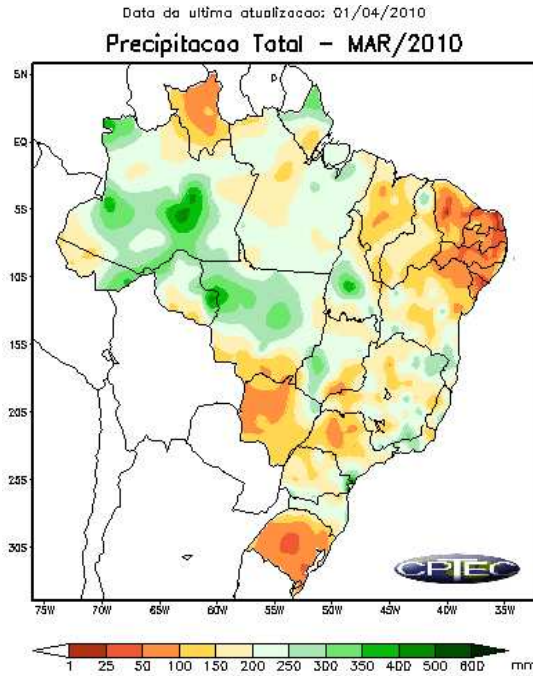 Data da ultima atualizacao: 01/04/2010
Precipitacao Total – MAR/2010
5N
EQ
5S
10S
15S
20S
25S
30S
75W 70W 65W 60W 55W 50W 45W 40W 35W
CPTEC
1 25 50 100 150 200 250 300 350 400 500 600 mm